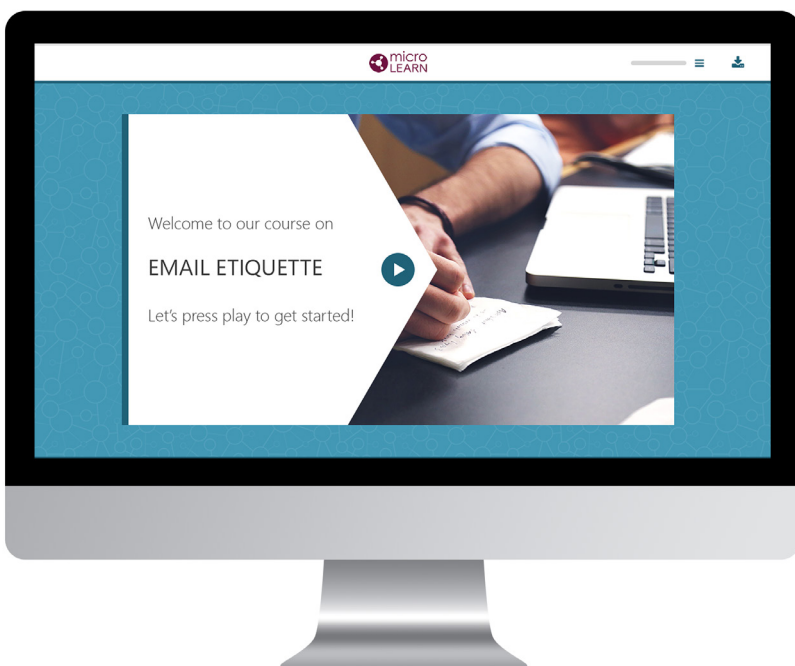 micro
LEARN
Welcome to our course on
EMAIL ETIQUETTE
Let's press play to get started!